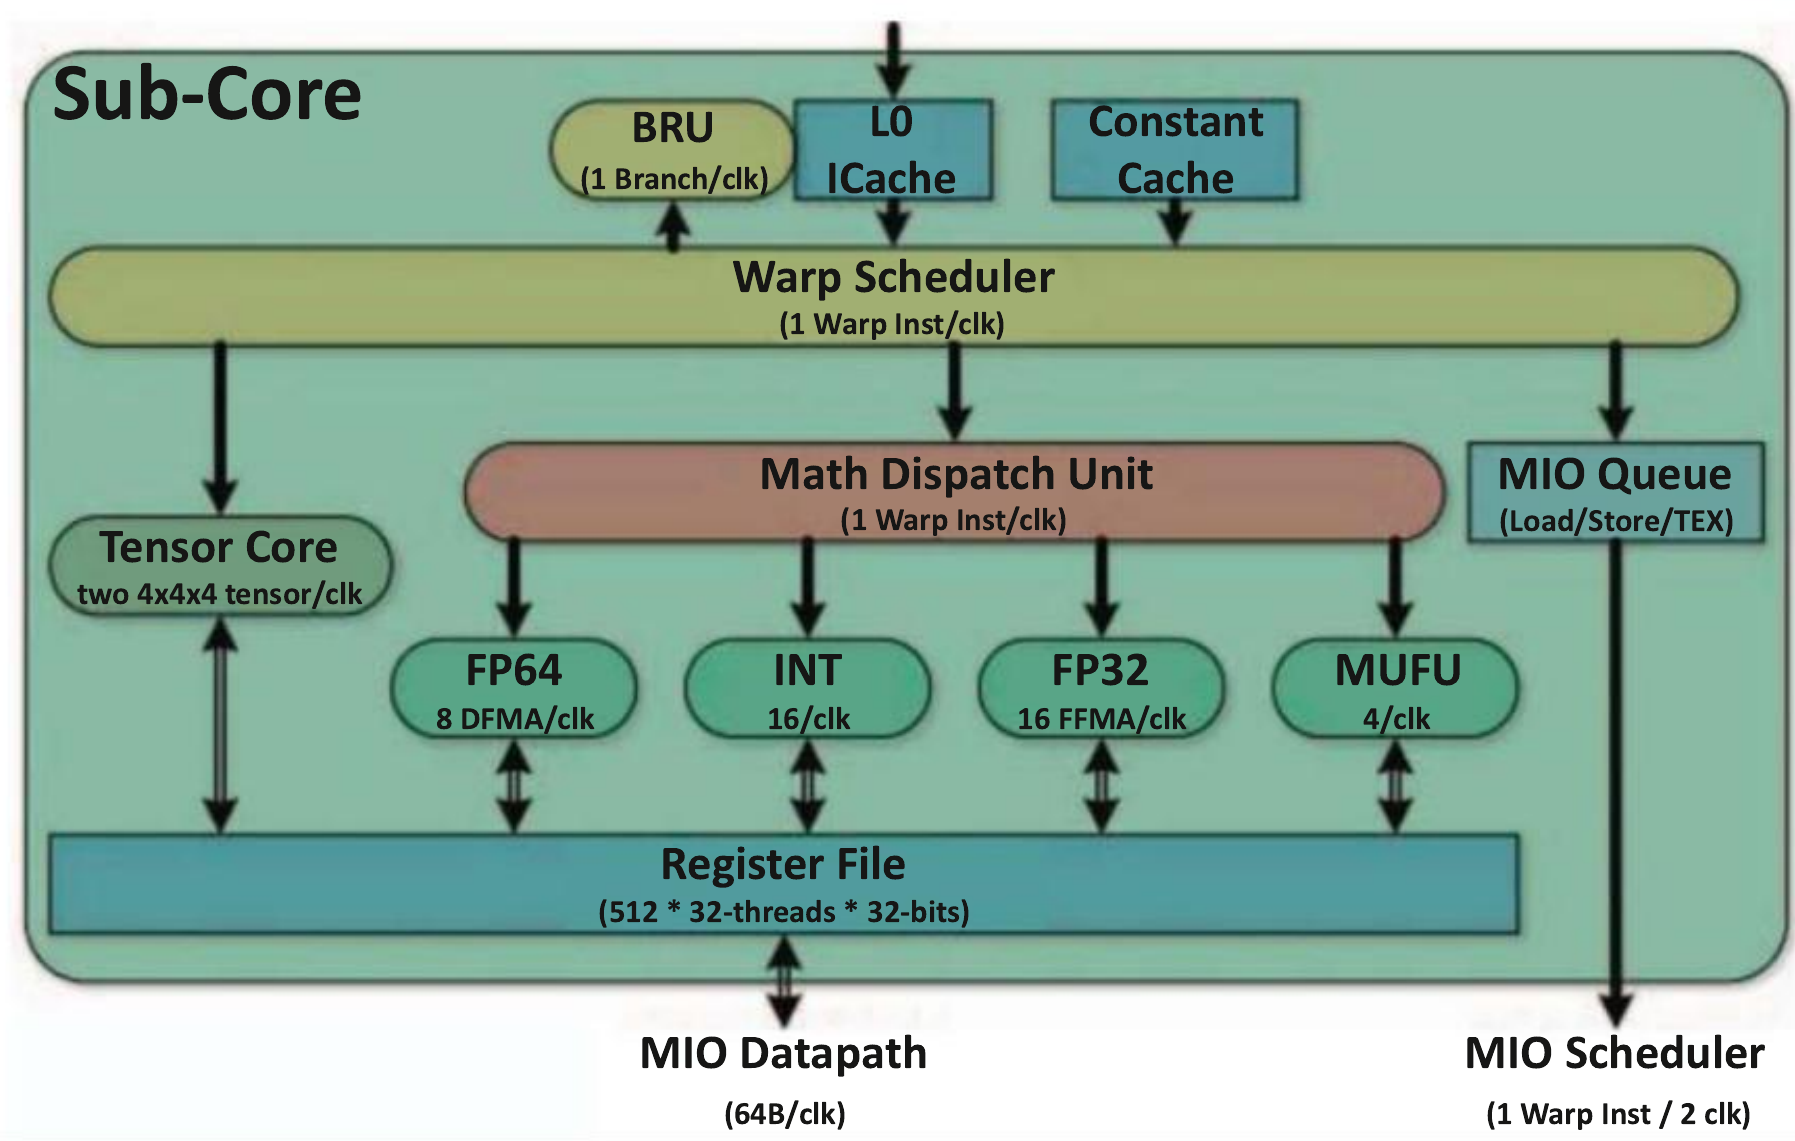 Sub-Core
BRU
(1 Branch/clk)
L0
ICache
Constant
Cache
Warp Scheduler
(1 Warp Inst/clk)
Math Dispatch Unit
(1 Warp Inst/clk)
MIO Queue
(Load/Store/TEX)
Tensor Core
two 4x4x4 tensor/clk
FP64
8 DFMA/clk
INT
16/clk
FP32
16 FFMA/clk
MUFU
4/clk
Register File
(512 * 32-threads * 32-bits)
MIO Datapath
(64B/clk)
MIO Scheduler
(1 Warp Inst / 2 clk)